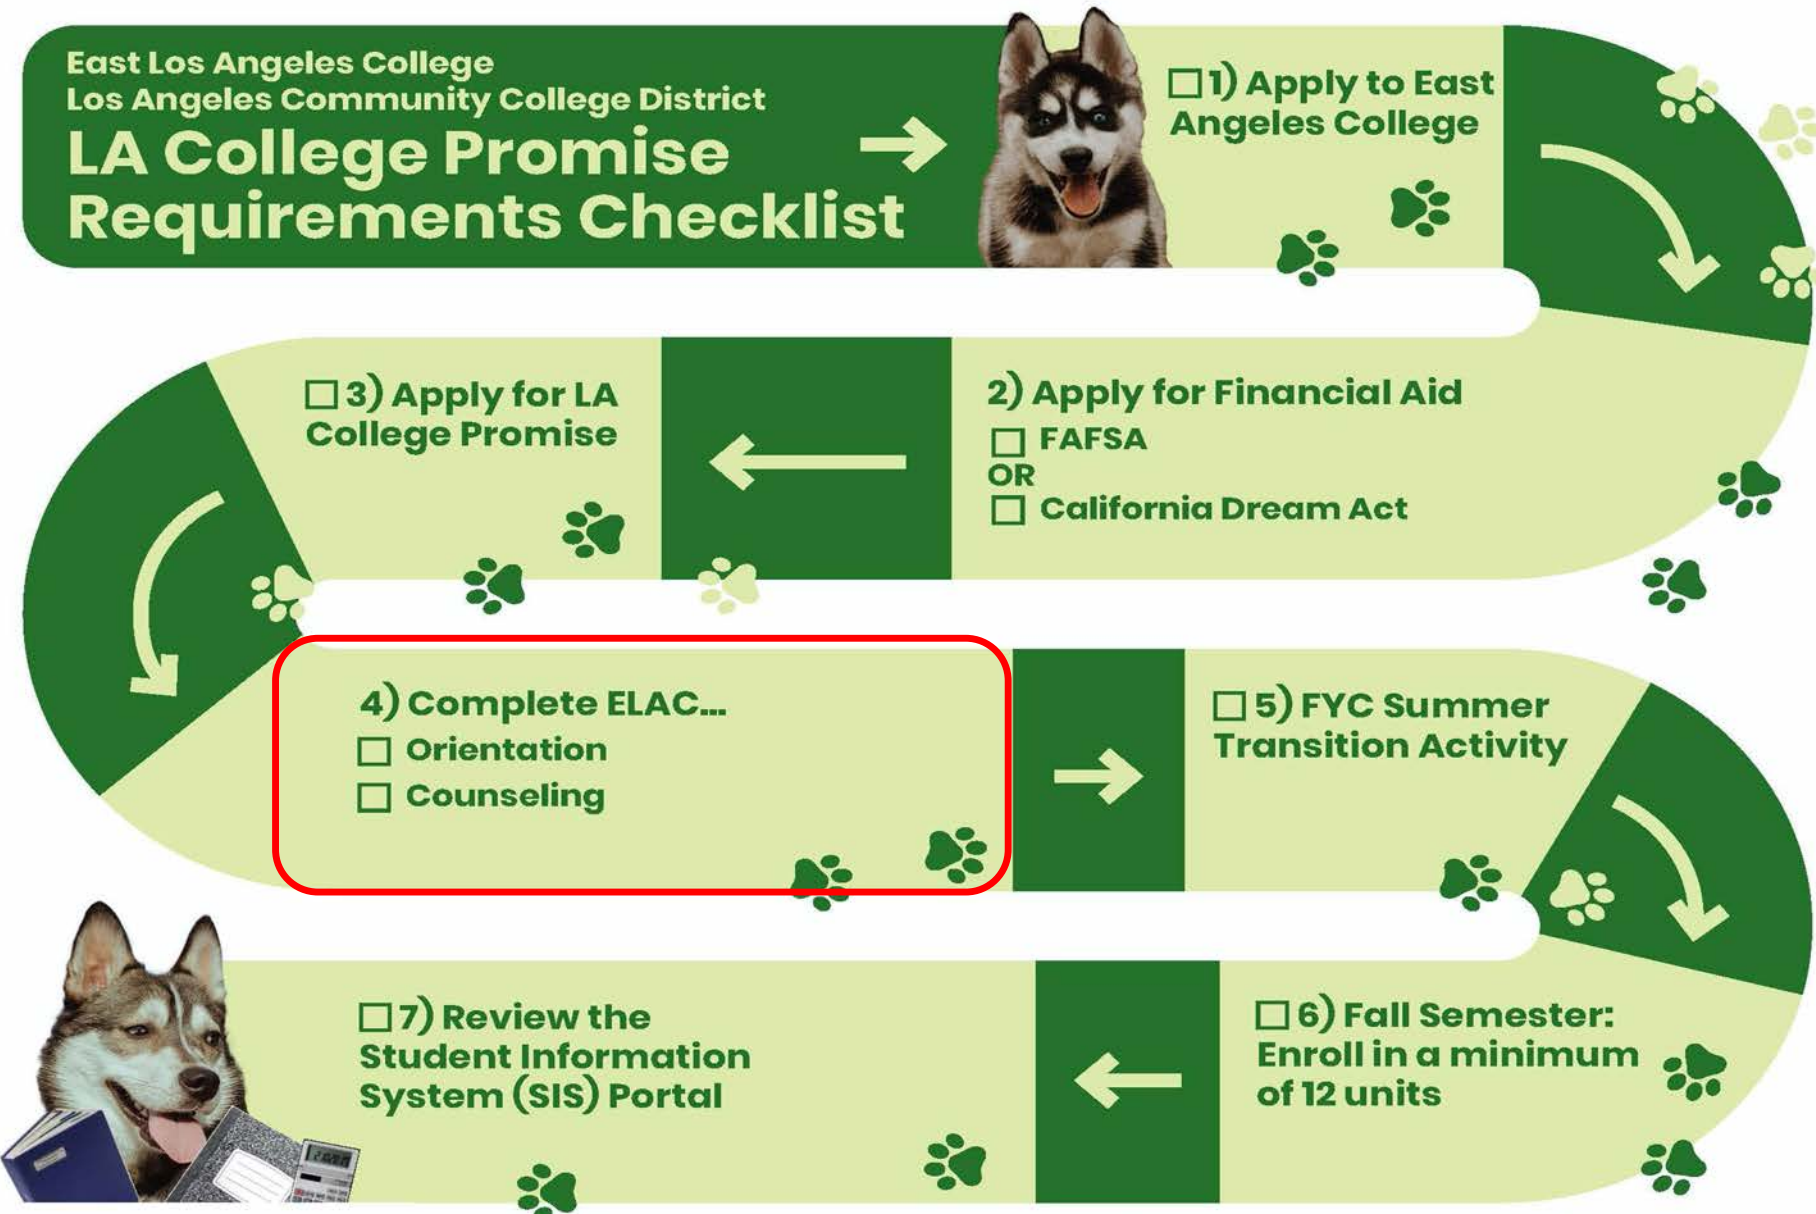 East Los Angeles College
Los Angeles Community College District
LA College Promise
Requirements Checklist
1) Apply to East
Angeles College
2) Apply for Financial Aid
FAFSA
OR
California Dream Act
3) Apply for LA
College Promise
4) Complete ELAC...
Orientation
Counseling
5) FYC Summer
Transition Activity
6) Fall Semester:
Enroll in a minimum
of 12 units
7) Review the
Student Information
System (SIS) Portal